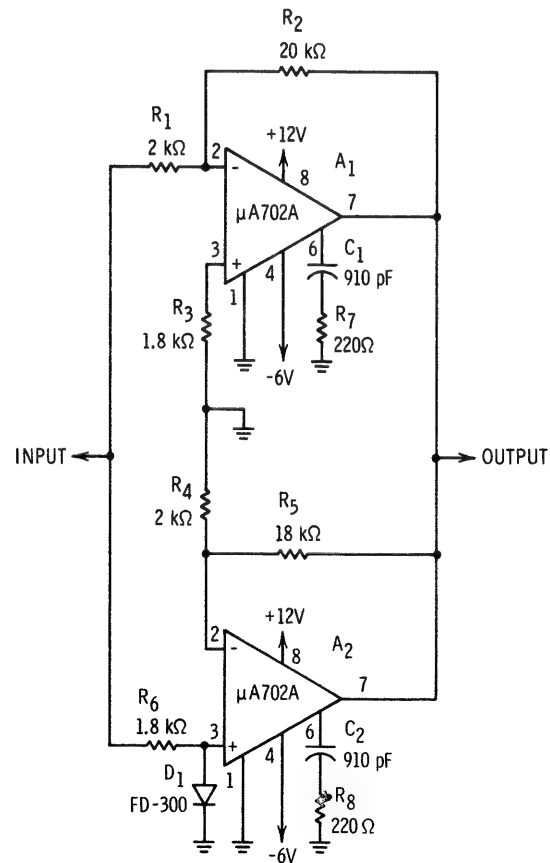 R2
20 kΩ
R1
2 kΩ
+12V
A1
2
8
-
7
μA702A
3
+
6
C1
4
910 pF
1
R3
1.8 kΩ
R7
220Ω
-6V
INPUT
OUTPUT
R4
2 kΩ
R5
18 kΩ
+12V
A2
2
8
-
7
μA702A
R6
1.8 kΩ
3
+
6
C2
4
910 pF
1
D1
FD-300
R8
220 Ω
-6V